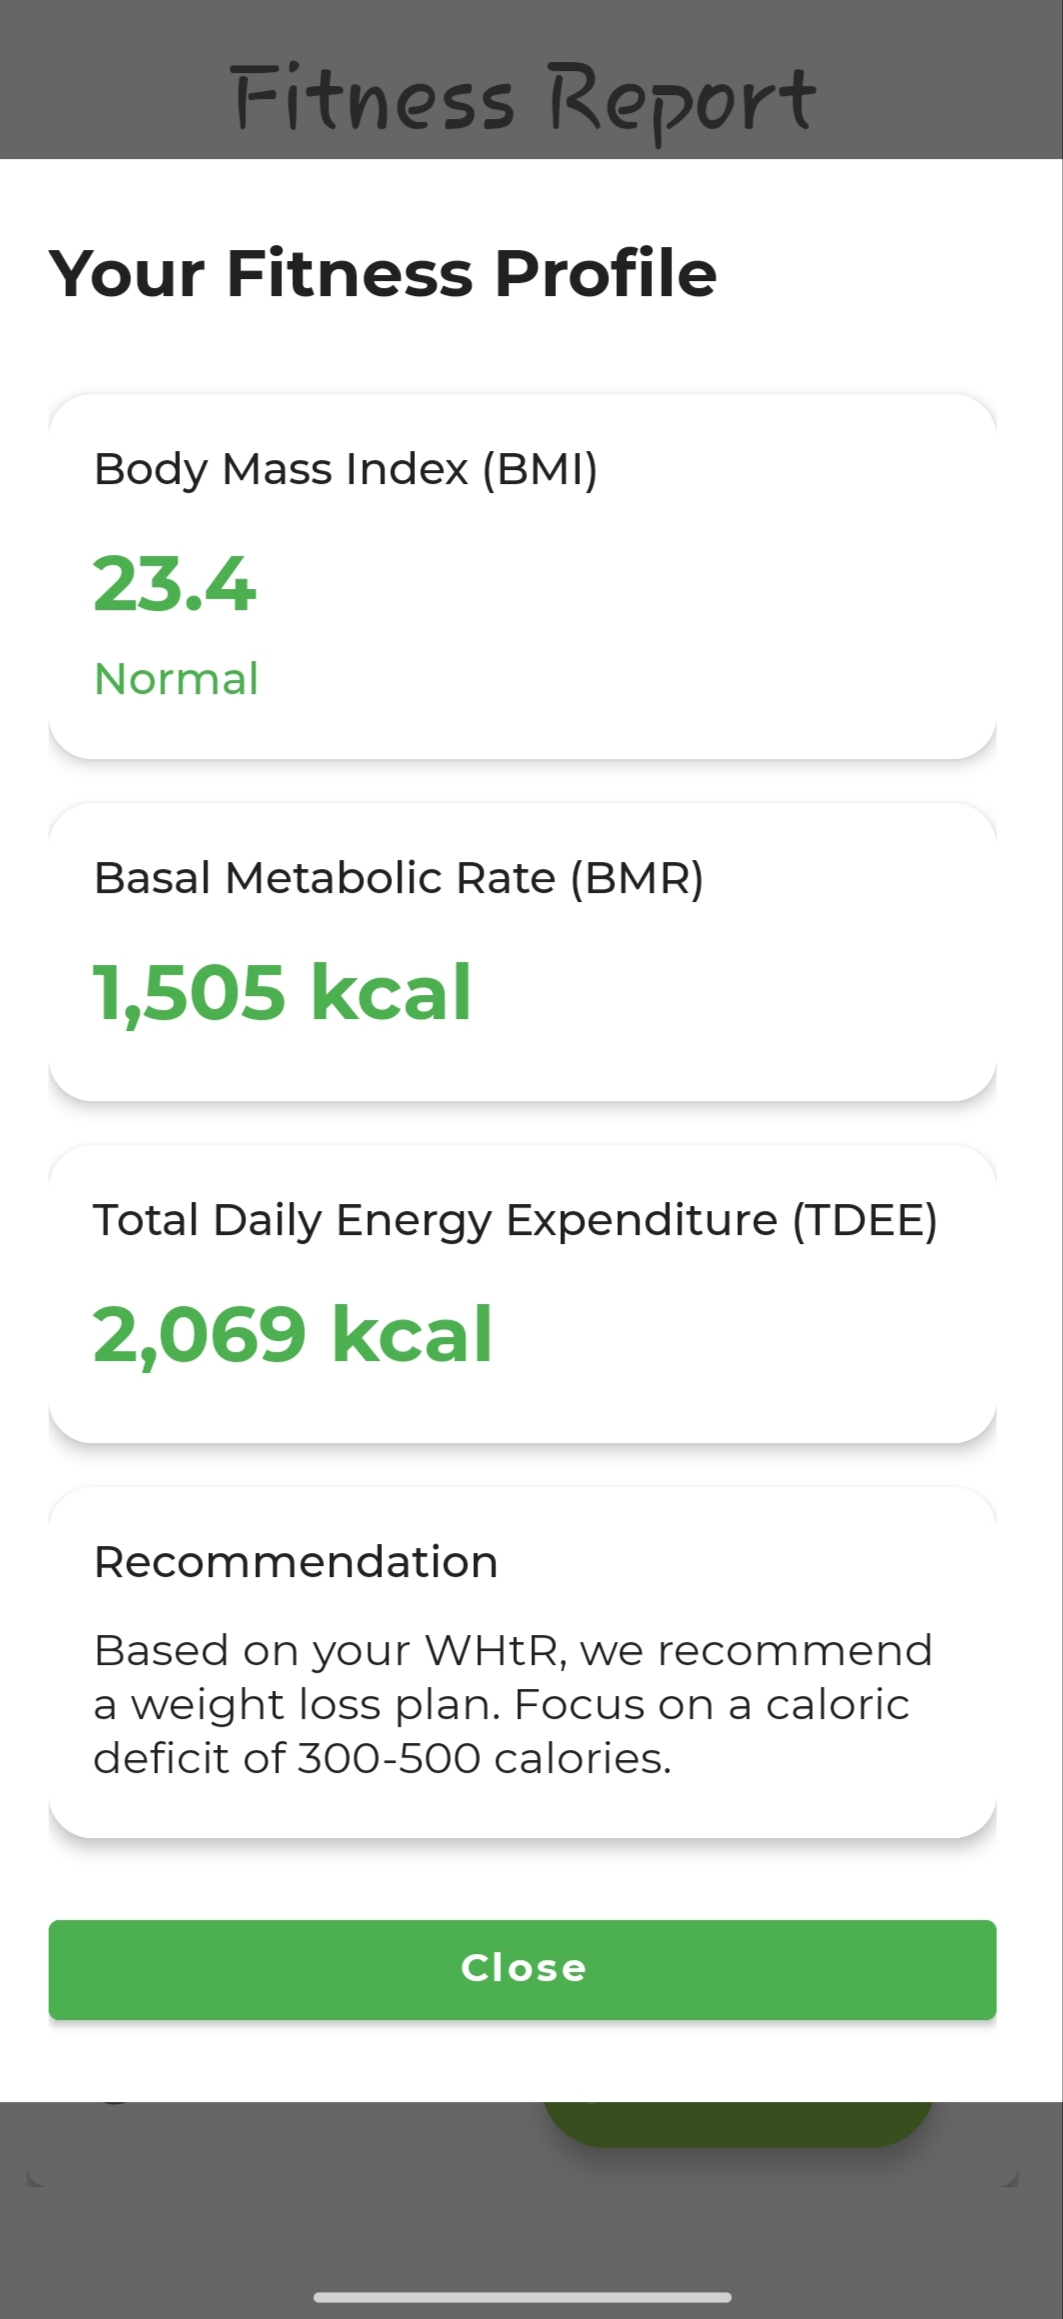 Fitness Report
Your Fitness Profile
Body Mass Index (BMI)
23.4
Normal
Basal Metabolic Rate (BMR)
1,505 kcal
Total Daily Energy Expenditure (TDEE)
2,069 kcal
Recommendation
Based on your WHtR, we recommend
a weight loss plan. Focus on a caloric
deficit of 300-500 calories.
Close